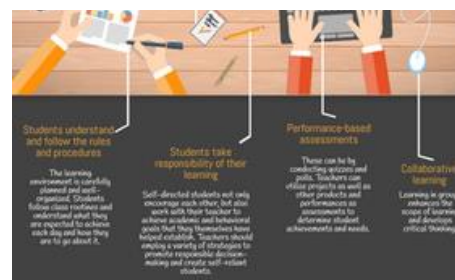 Students understand
and follow the rules
and procedures
The learning
environment is carefully
planned and well-
organized. Students
follow class routines and
understand what they
are expected to achieve
each day and how they
are to go about it.
Students take
responsibility of their
learning
Self-directed students not only
encourage each other, but also
work with their teacher to
achieve academic and behavioral
goals that they themselves have
helped establish. Teachers should
employ a variety of strategies to
promote responsible decision-
making and create self-reliant
students.
Performance-based
assessments
These can be by
conducting quizzes and
polls. Teachers can
utilize projects as well as
other products and
performances as
assessments to
determine student
achievements and needs.
Collaborative
learning
Learning in group
enhances the
scope of learning
and develops
critical thinking